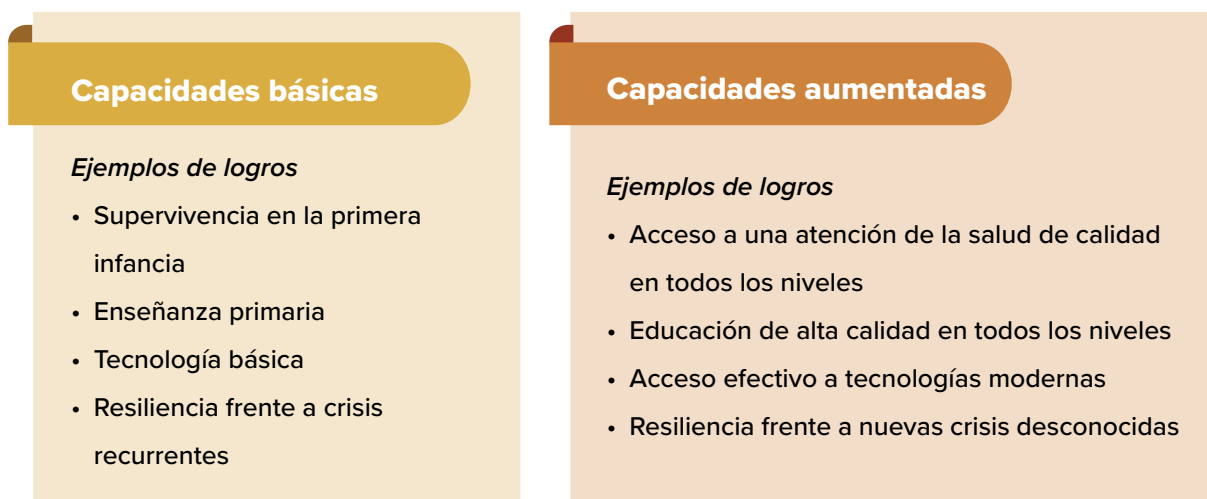 Capacidades básicas
Ejemplos de logros
• Supervivencia en la primera
infancia
• Enseñanza primaria
• Tecnología básica
• Resiliencia frente a crisis
recurrentes
Capacidades aumentadas
Ejemplos de logros
• Acceso a una atención de la salud de calidad
en todos los niveles
• Educación de alta calidad en todos los niveles
• Acceso efectivo a tecnologías modernas
• Resiliencia frente a nuevas crisis desconocidas